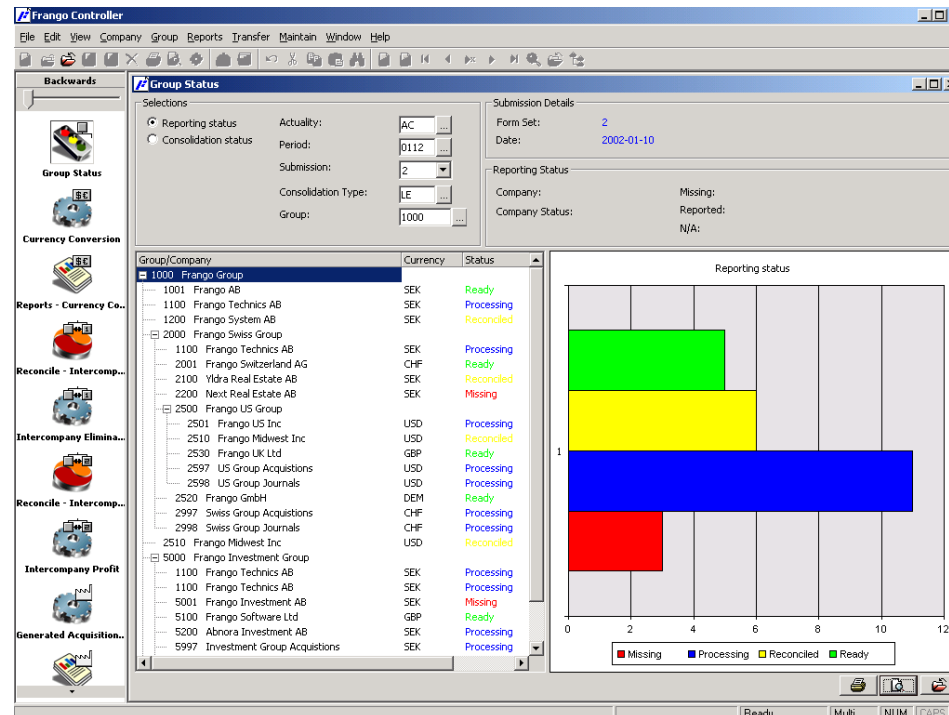 Frango Controller
File Edit View Company Group Reports Transfer Maintain Window Help
Backwards
Group Status
Currency Conversion
Reports - Currency Co...
Reconcile - Intercomp...
Intercompany Elimina...
Reconcile - Intercomp...
Intercompany Profit
Generated Acquisition...
Group Status
Selections
Reporting status
Consolidation status
Actuality: AC ...
Period: 0112 ...
Submission: 2
Consolidation Type: LE ...
Group: 1000 ...
Submission Details
Form Set: 2
Date: 2002-01-10
Reporting Status
Company: Missing:
Company Status: Reported:
N/A:
Group/Company Currency Status
1000 Frango Group
1001 Frango AB SEK Ready
1100 Frango Technics AB SEK Processing
1200 Frango System AB SEK Reconciled
2000 Frango Swiss Group
1100 Frango Technics AB SEK Processing
2001 Frango Switzerland AG CHF Ready
2100 Yldra Real Estate AB SEK Reconciled
2200 Next Real Estate AB SEK Missing
2500 Frango US Group
2501 Frango US Inc USD Processing
2510 Frango Midwest Inc USD Reconciled
2530 Frango UK Ltd GBP Ready
2597 US Group Acquistions USD Processing
2598 US Group Journals USD Processing
2520 Frango GmbH DEM Ready
2997 Swiss Group Acquistions CHF Processing
2998 Swiss Group Journals CHF Processing
2510 Frango Midwest Inc USD Reconciled
5000 Frango Investment Group
1100 Frango Technics AB SEK Processing
1100 Frango Technics AB SEK Processing
5001 Frango Investment AB SEK Missing
5100 Frango Software Ltd GBP Ready
5200 Abnora Investment AB SEK Processing
5997 Investment Group Acquistions SEK Processing
Reporting status
1
0 2 4 6 8 10 12
Missing Processing Reconciled Ready
Ready Multi NUM CAPS